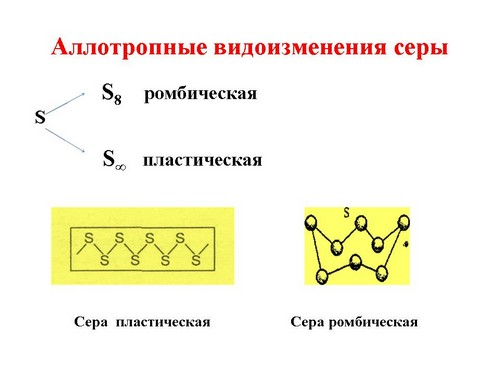 Аллотропные видоизменения серы
S₈ ромбическая
S
S∞ пластическая
S S S S
S S S S
S
Сера пластическая
Сера ромбическая